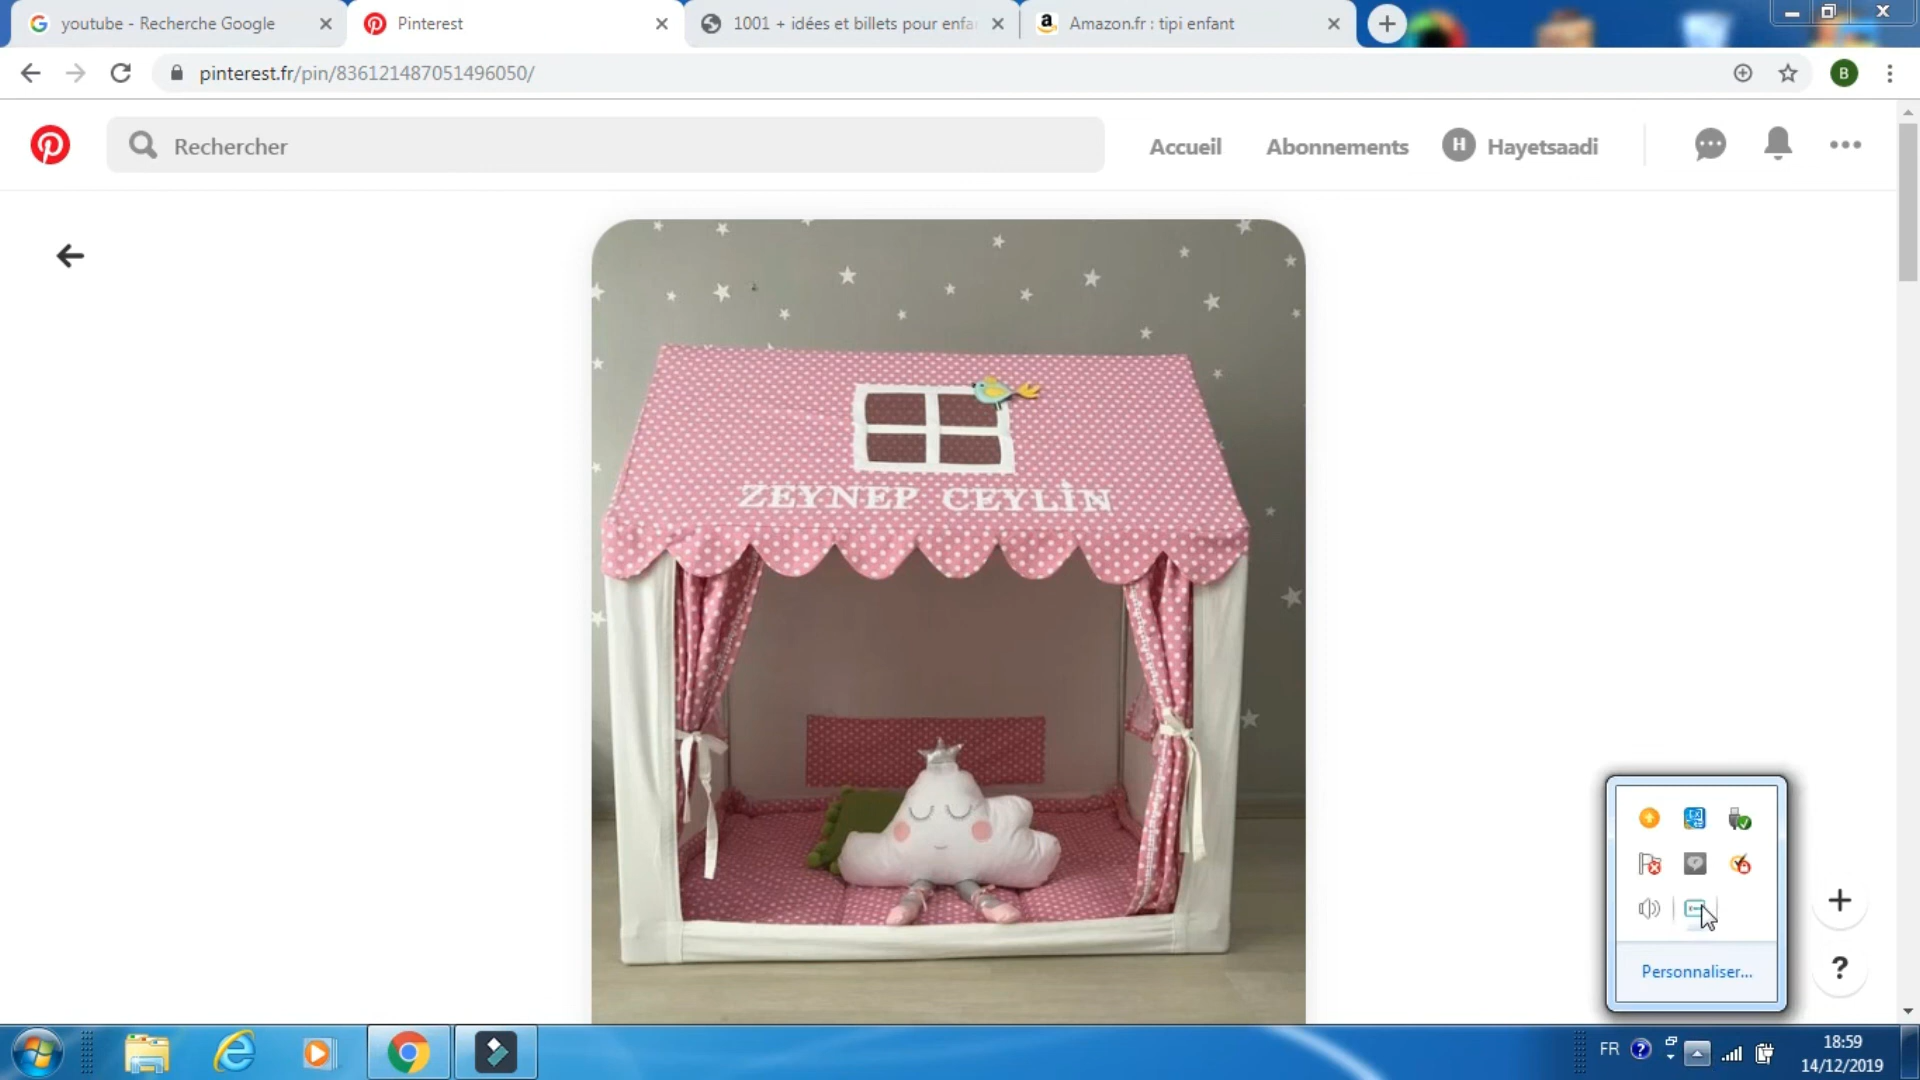 youtube - Recherche Google
Pinterest
1001 + idées et billets pour enfa
Amazon.fr : tipi enfant
pinterest.fr/pin/836121487051496050/
B
Rechercher
Accueil
Abonnements
H
Hayetsaadi
ZEYNEP CEYLİN
Personnaliser...
?
FR
18:59
14/12/2019